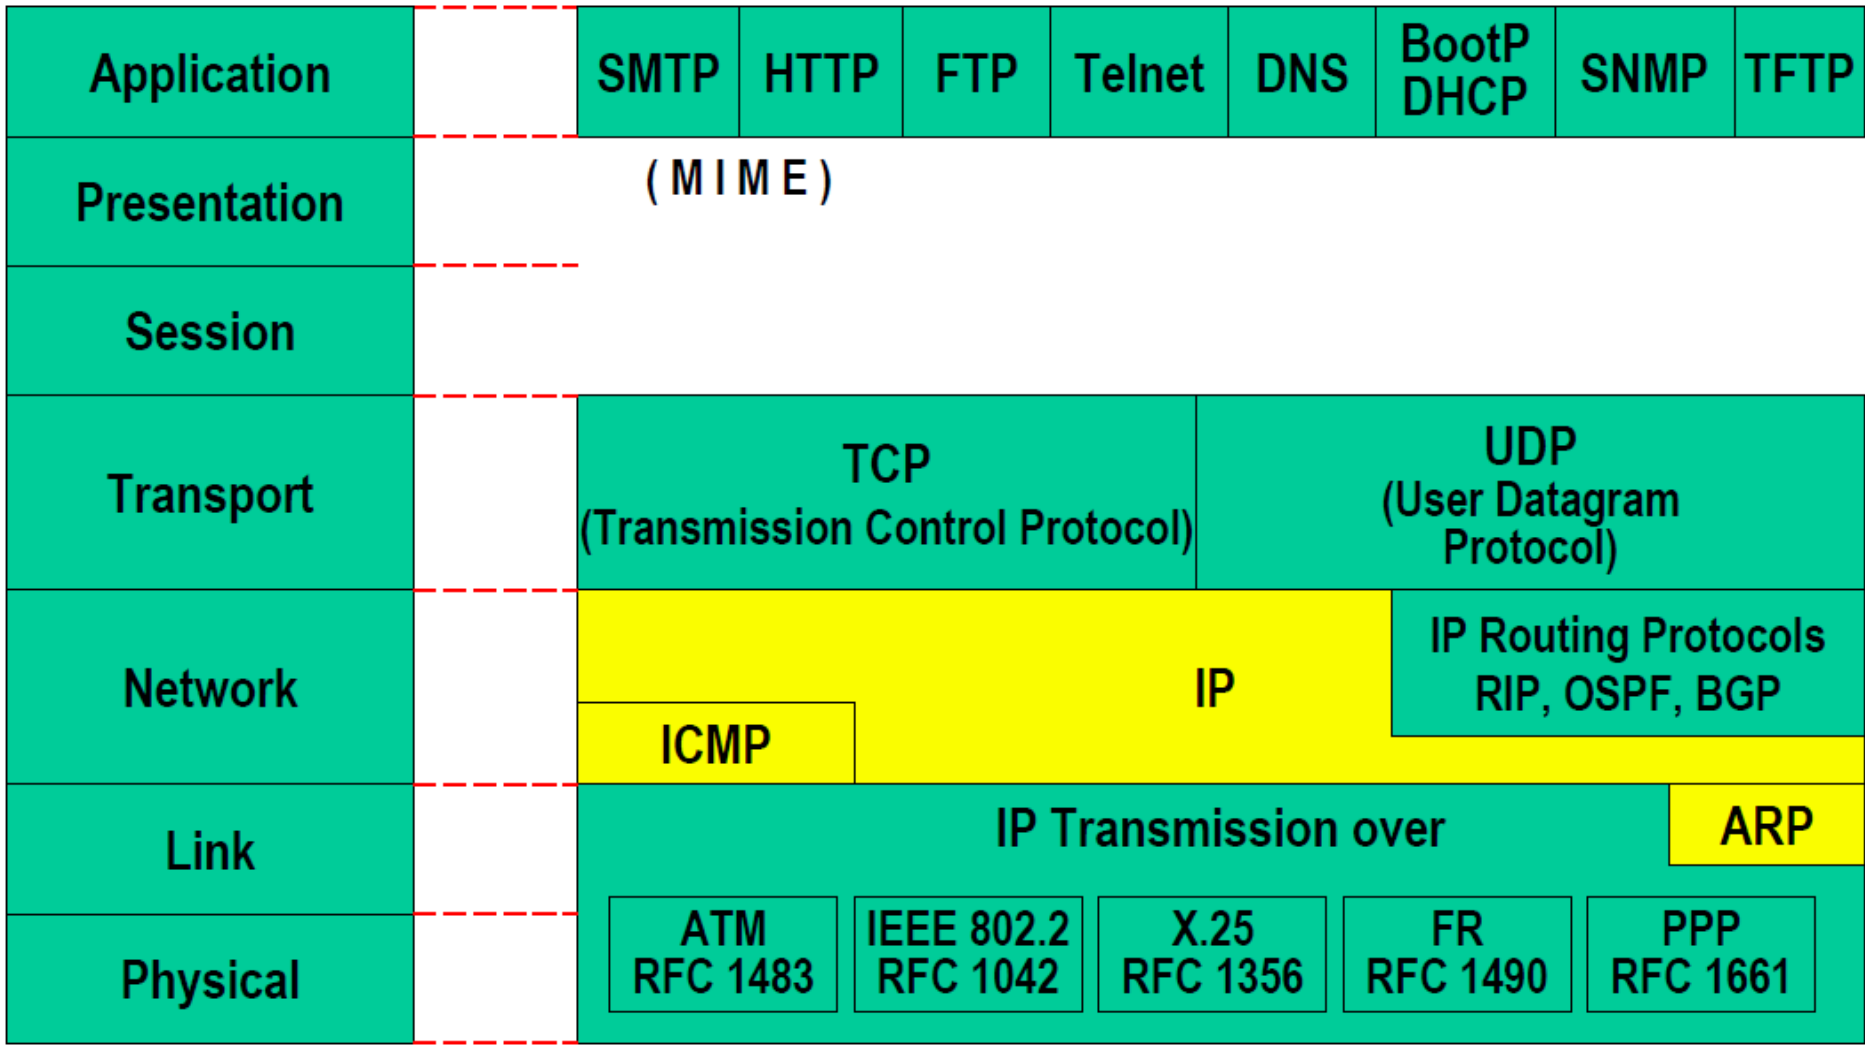 Application
SMTP
HTTP
FTP
Telnet
DNS
BootP
DHCP
SNMP
TFTP
Presentation
( M I M E )
Session
Transport
TCP
(Transmission Control Protocol)
UDP
(User Datagram
Protocol)
Network
IP
ICMP
IP Routing Protocols
RIP, OSPF, BGP
Link
IP Transmission over
ARP
Physical
ATM
RFC 1483
IEEE 802.2
RFC 1042
X.25
RFC 1356
FR
RFC 1490
PPP
RFC 1661